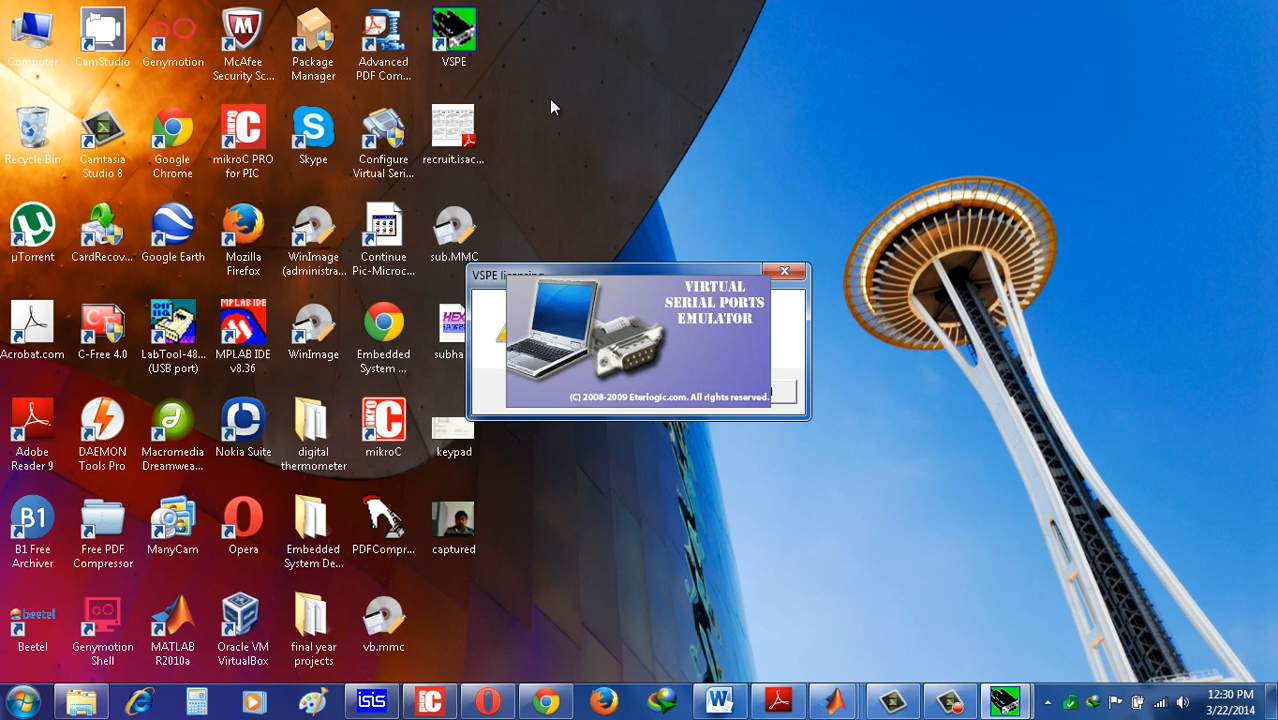 Computer
CamStudio
Genymotion
McAfee
Security Sc...
Package
Manager
Advanced
PDF Com...
VSPE
Recycle Bin
Camtasia
Studio 8
Google
Chrome
mikroC PRO
for PIC
Skype
Configure
Virtual Seri...
recruit.isac...
µTorrent
CardRecov...
Google Earth
Mozilla
Firefox
WinImage
(administra...
Continue
Pic-Microc...
sub.MMC
VSPE licensing
VIRTUAL
SERIAL PORTS
EMULATOR
(C) 2008-2009 Eterlogic.com. All rights reserved.
Acrobat.com
C-Free 4.0
LabTool-48...
(USB port)
MPLAB IDE
MPLAB IDE
v8.36
WinImage
Embedded
System ...
HEX
subha
Adobe
Reader 9
DAEMON
Tools Pro
Macromedia
Dreamwea...
Nokia Suite
digital
thermometer
mikroC
keypad
B1
B1 Free
Archiver
Free PDF
Compressor
ManyCam
Opera
Embedded
System De...
PDFCompr...
captured
beetel
Beetel
Genymotion
Shell
MATLAB
R2010a
Oracle VM
VirtualBox
final year
projects
vb.mmc
isis
12:30 PM
3/22/2014